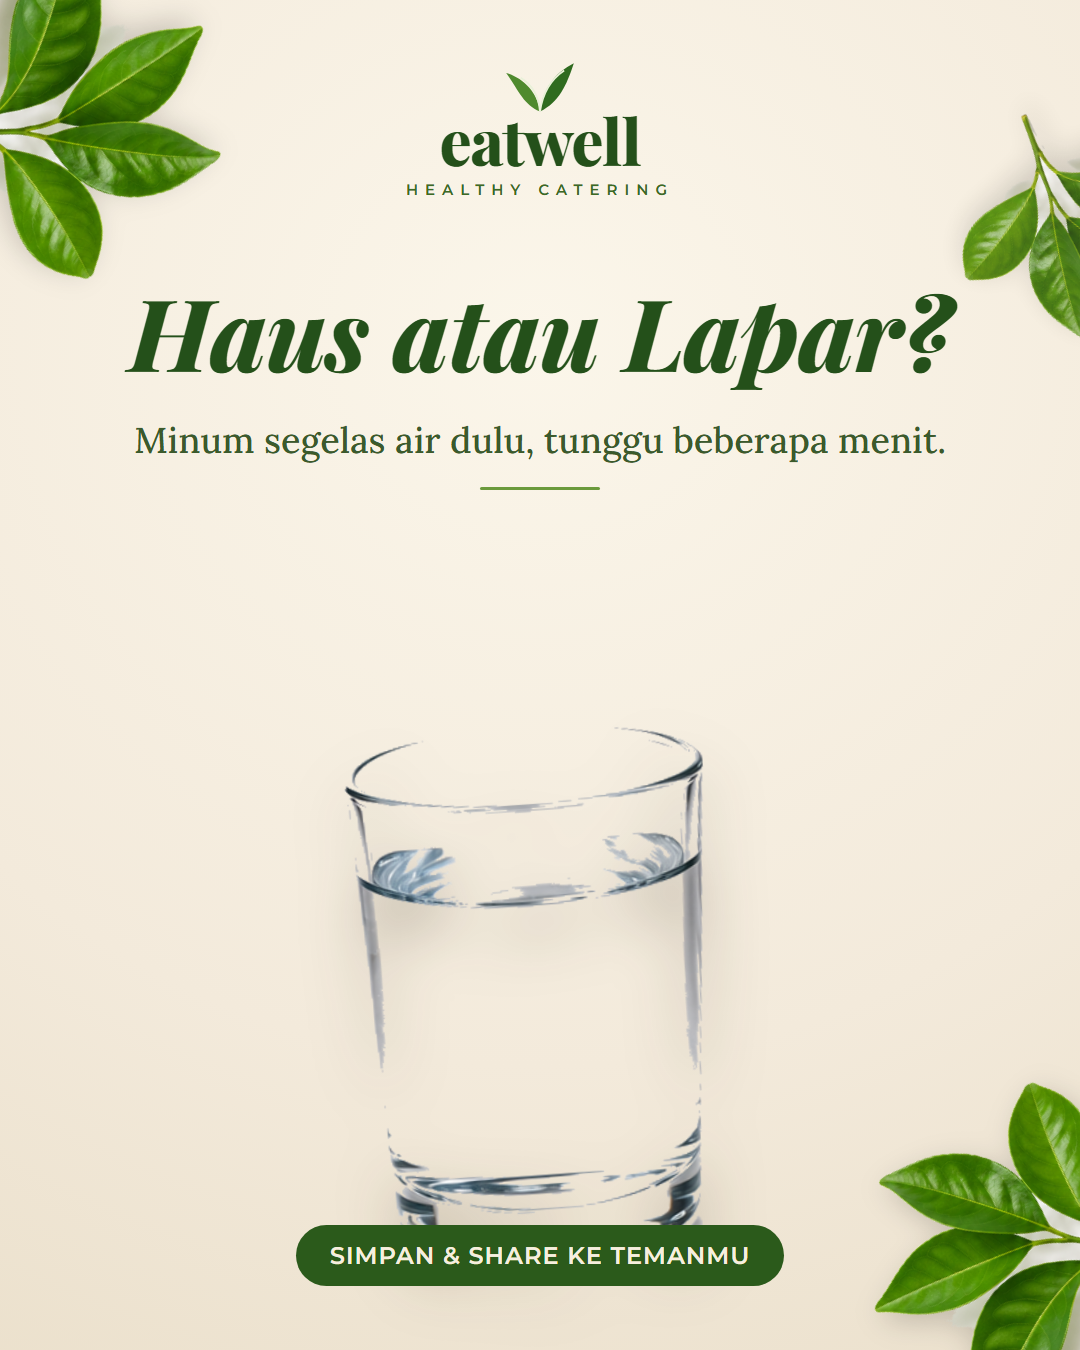 eatwell
HEALTHY CATERING
Haus atau Lapar?
Minum segelas air dulu, tunggu beberapa menit.
SIMPAN & SHARE KE TEMANMU